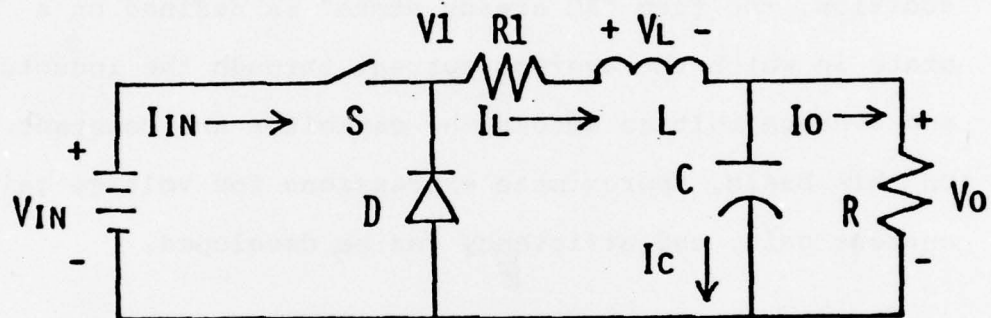 V1 R1 + VL -
IIN S IL L IO +
+
VIN D C R VO
- IC -